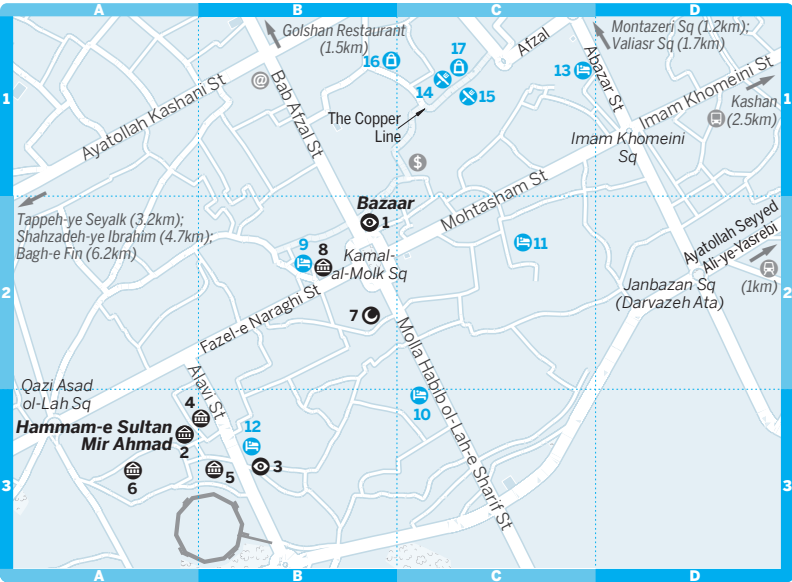 A
B
C
D
Golshan Restaurant
(1.5km)
Montazeri Sq (1.2km);
Valiasr Sq (1.7km)
16
17
Afzal
13
Abazar St
@
14
15
1
1
Ayatollah Kashani St
Bab Afzal St
The Copper
Line
Imam Khomeini St
Kashan
(2.5km)
Imam Khomeini
Sq
$
Mohtasham St
Bazaar
1
Tappeh-ye Seyalk (3.2km);
Shahzadeh-ye Ibrahim (4.7km);
Bagh-e Fin (6.2km)
9
8
Kamal-
al-Molk Sq
11
Ayatollah Seyyed
Ali-ye-Yasrebi
2
2
Janbazan Sq
(Darvazeh Ata)
(1km)
7
Fazel-e Naraghi St
Molla Habib ol-Lah-e Sharif St
Alavi St
Qazi Asad
ol-Lah Sq
4
10
Hammam-e Sultan
Mir Ahmad
2
12
3
6
5
3
3
A
B
C
D